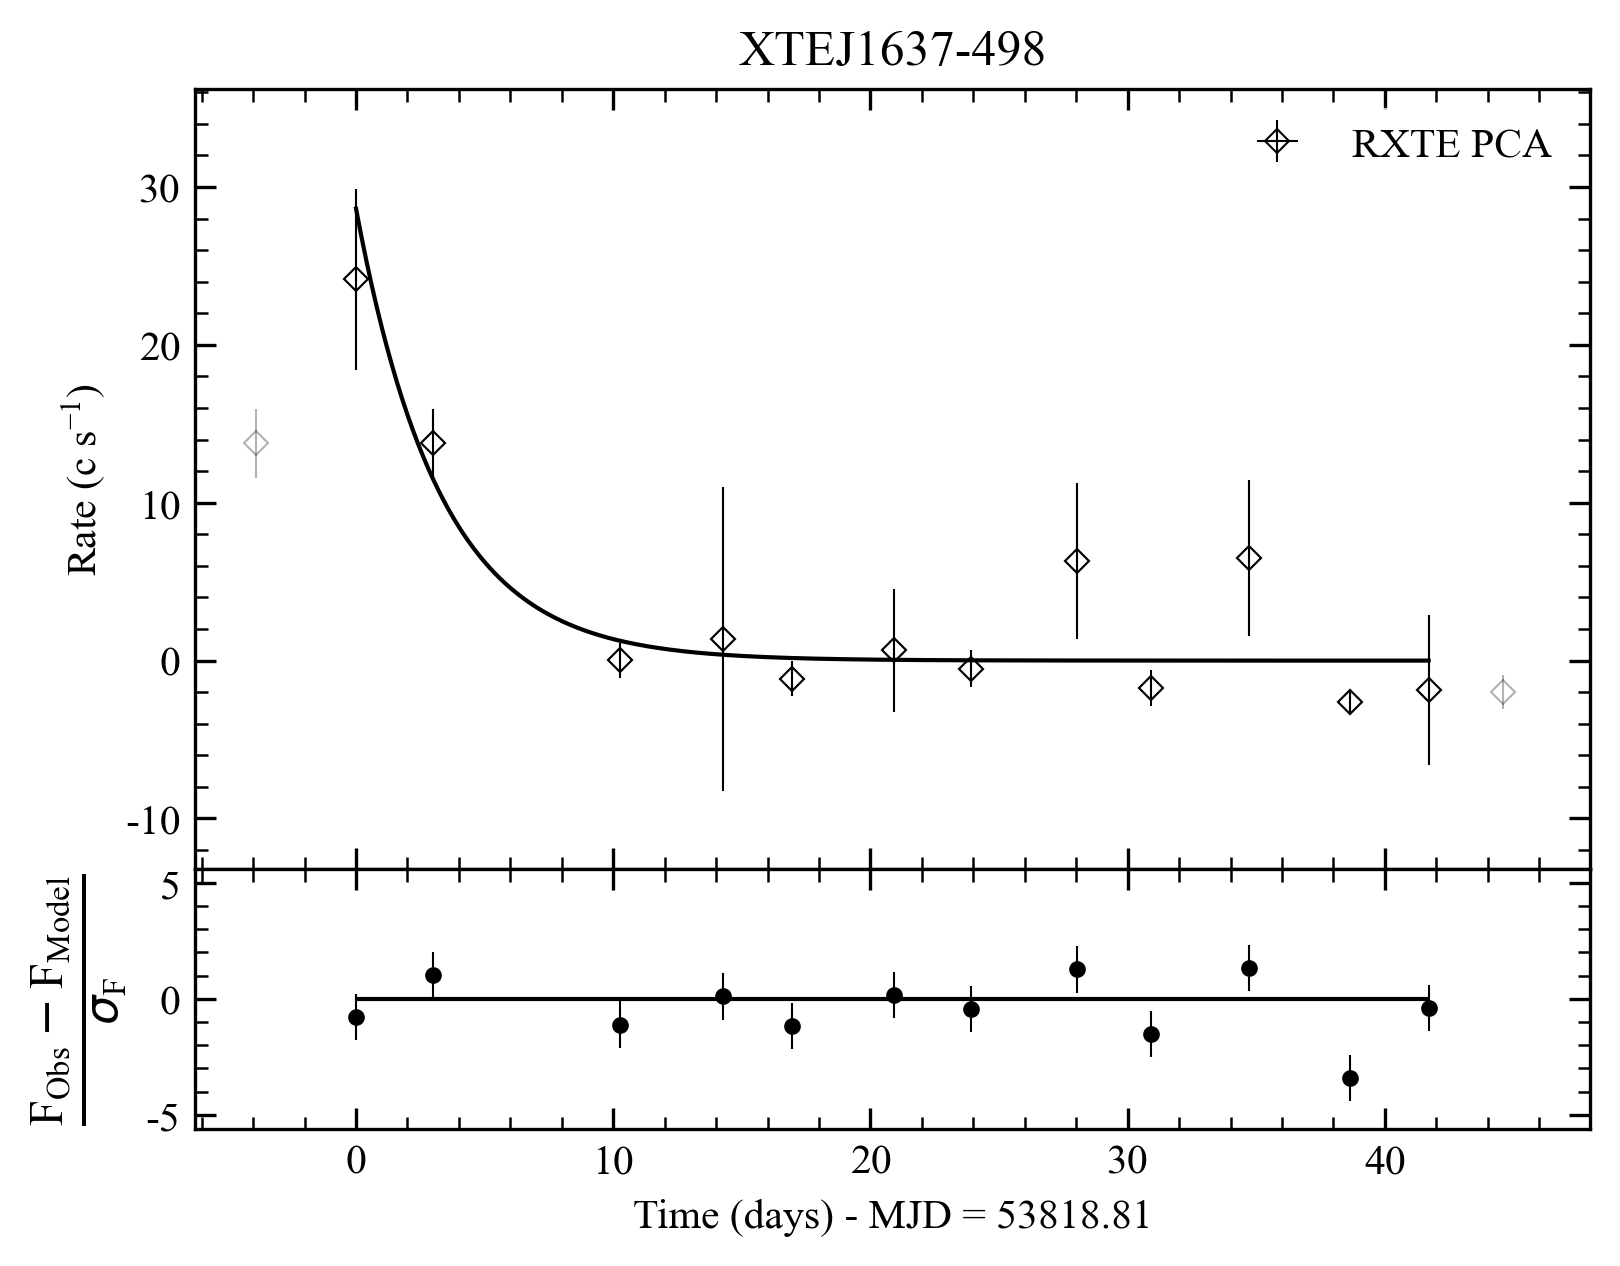 XTEJ1637-498
RXTE PCA
30
20
10
0
-10
Rate (c s⁻¹)
5
0
-5
F_Obs − F_Model
σ_F
0 10 20 30 40
Time (days) - MJD = 53818.81